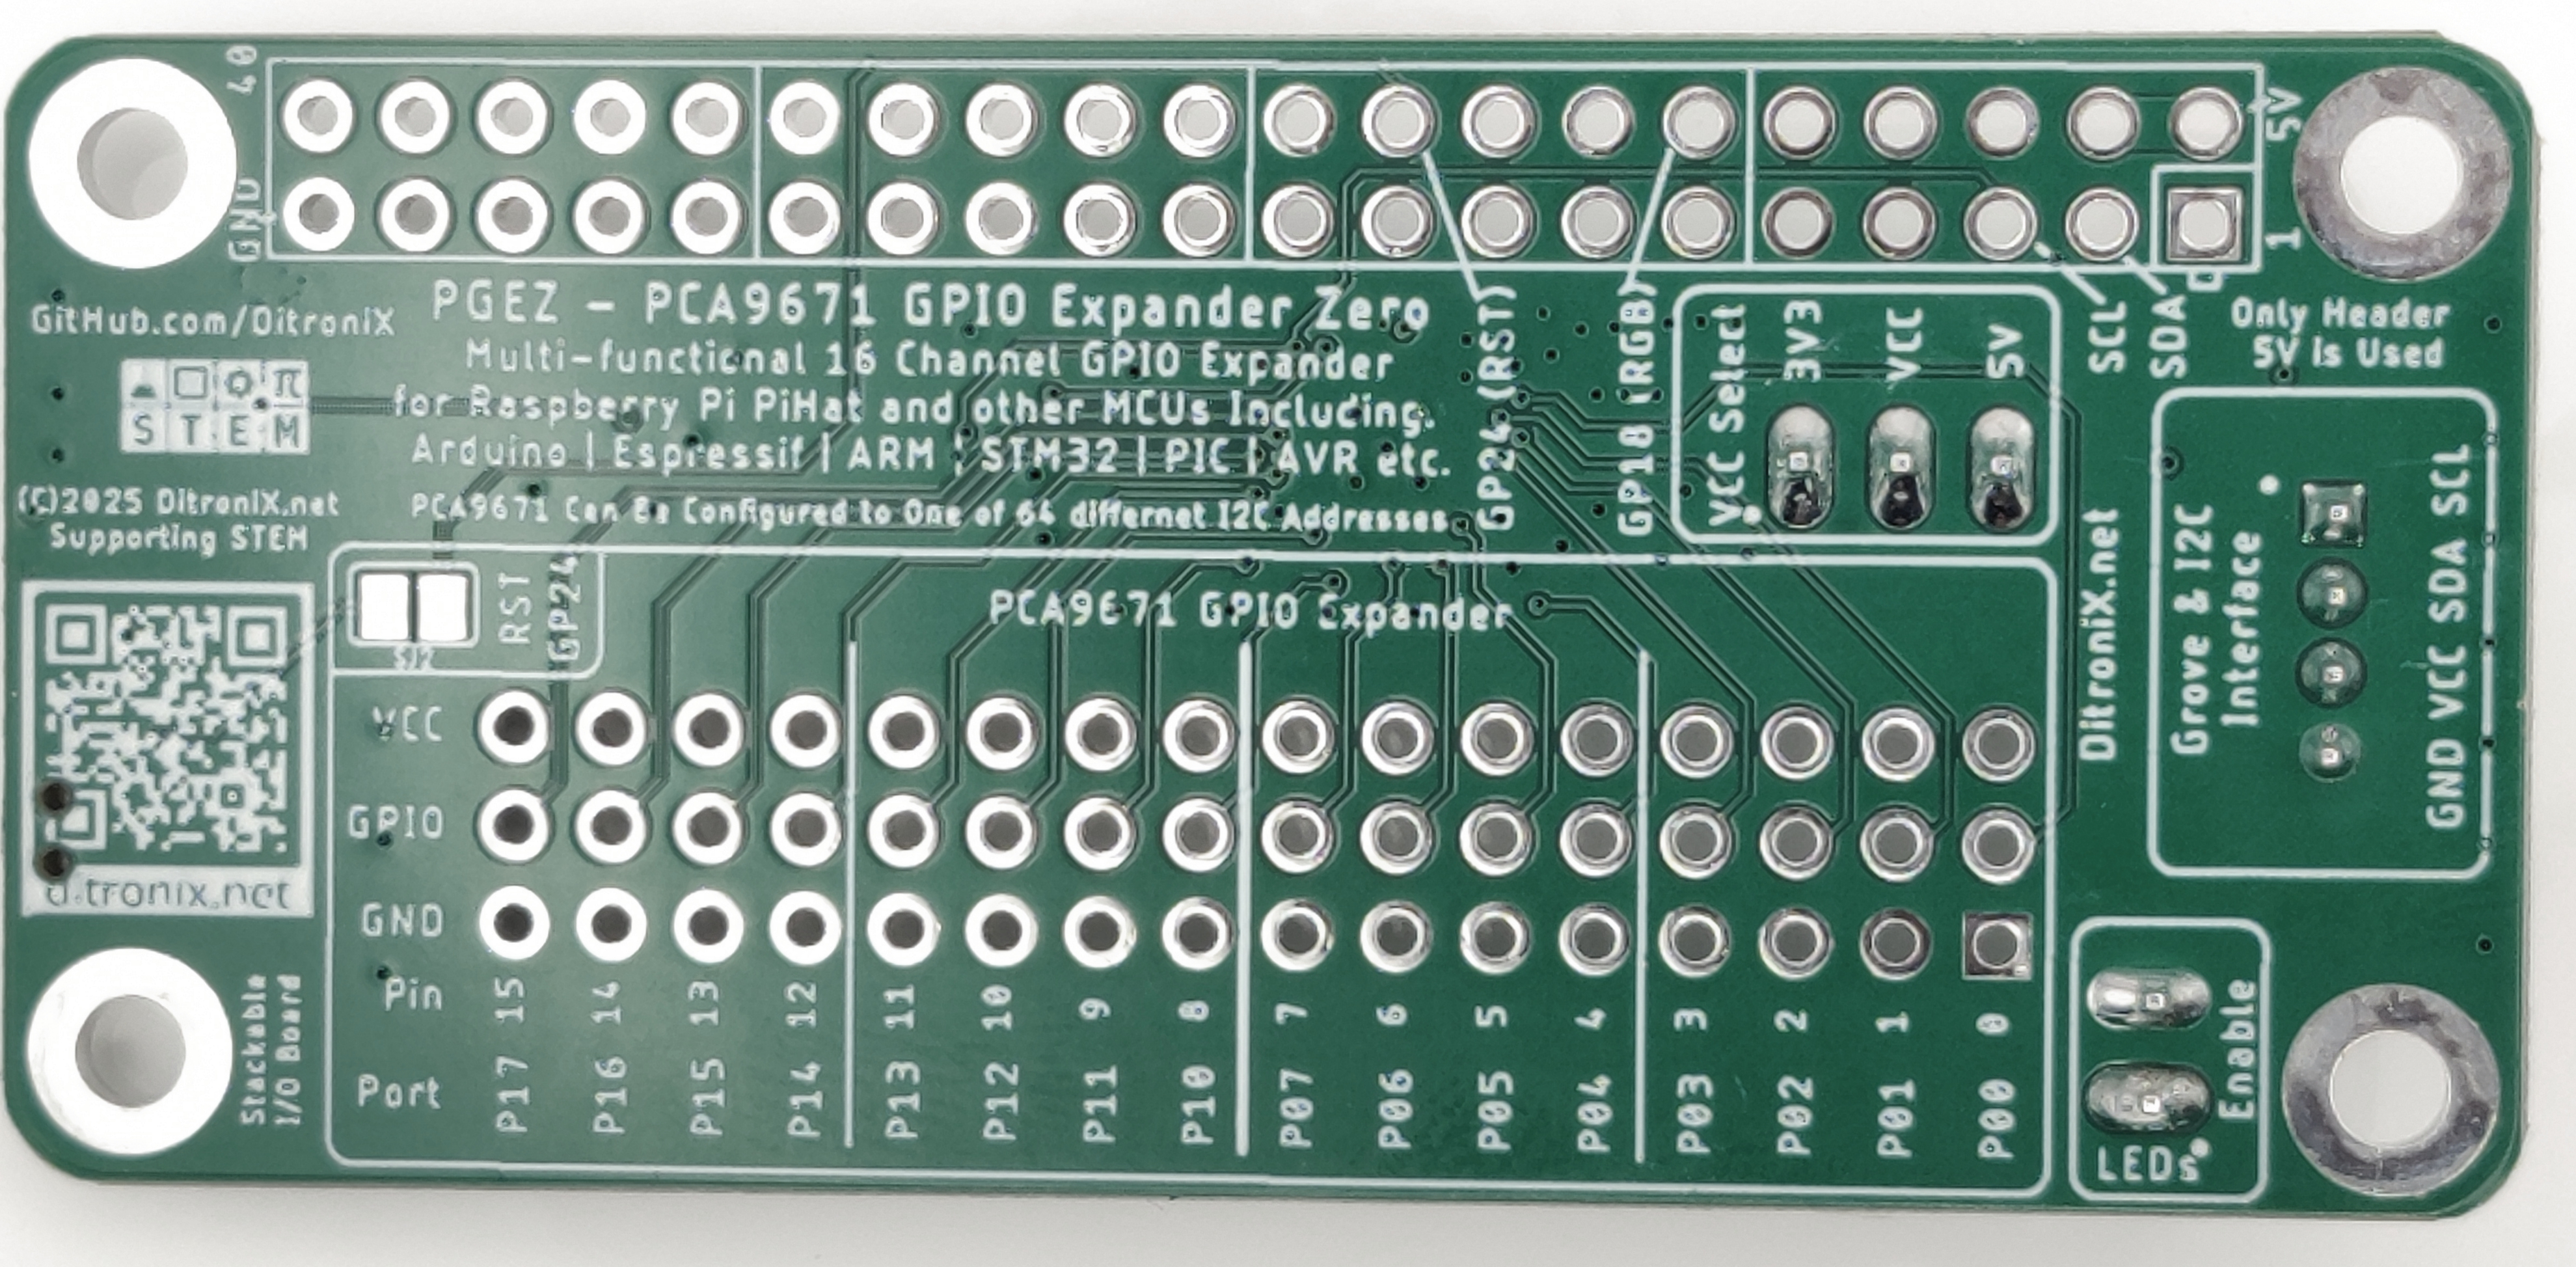 40
GND
5V
1
GitHub.com/DitroniX
PGEZ - PCA9671 GPIO Expander Zero
Multi-functional 16 Channel GPIO Expander
for Raspberry Pi PiHat and other MCUs Including.
Arduino | Espressif | ARM | STM32 | PIC | AVR etc.
PCA9671 Can Be Configured to One of 64 differnet I2C Addresses
π
S T E M
(C)2025 DitroniX.net
Supporting STEM
d.tronix.net
Stackable
I/O Board
GP24 (RST)
GP18 (RGB)
VCC Select
3V3
VCC
5V
SCL
SDA
Only Header
5V is Used
Grove & I2C
Interface
GND VCC SDA SCL
DitroniX.net
RST
GP24
PCA9671 GPIO Expander
VCC
GPIO
GND
Pin 15 14 13 12 11 10 9 8 7 6 5 4 3 2 1 0
Port P17 P16 P15 P14 P13 P12 P11 P10 P07 P06 P05 P04 P03 P02 P01 P00
Enable
LEDs